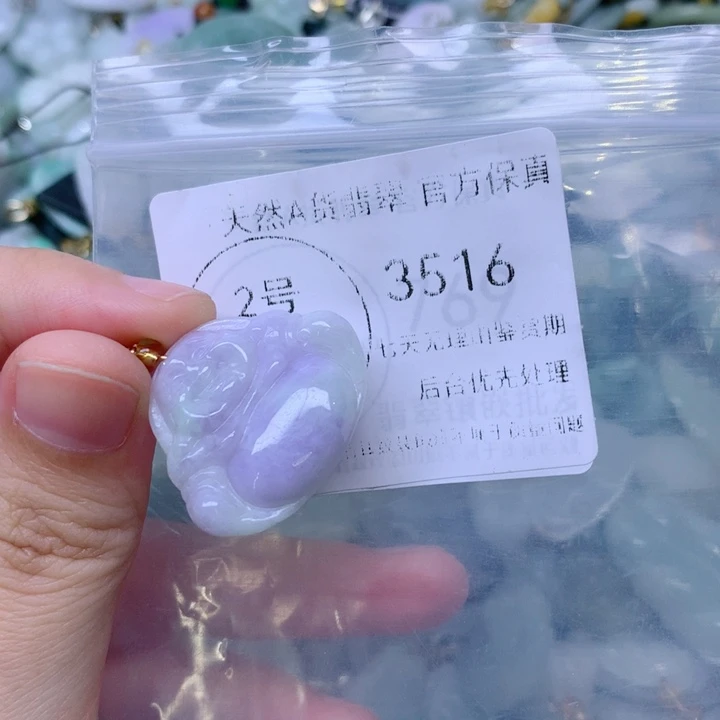 天然A货翡翠 官方保真
2号
3516
七天无理由鉴赏期
后台优先处理